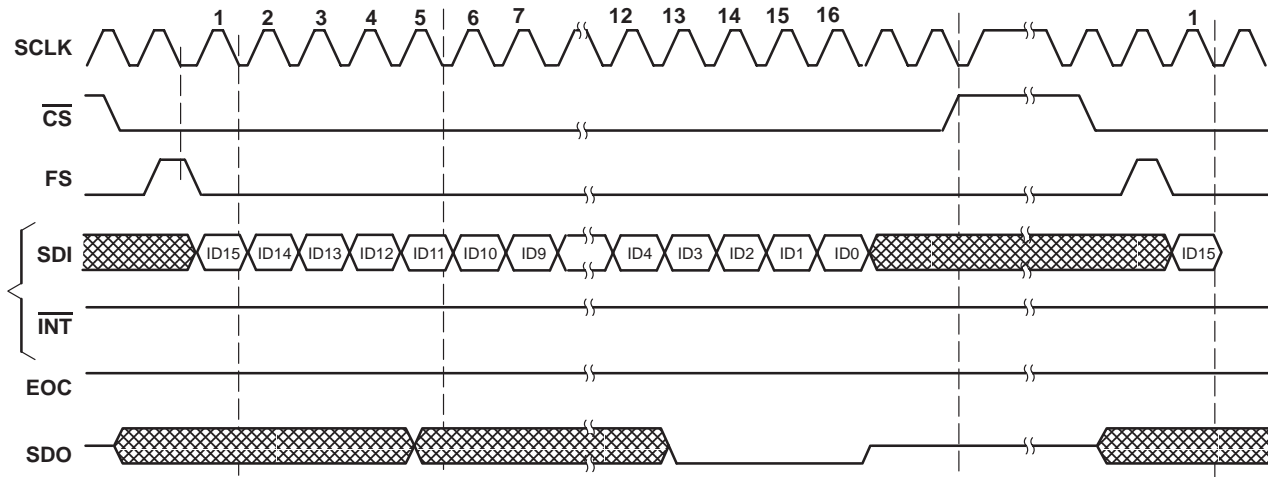 1 2 3 4 5 6 7 12 13 14 15 16 1
SCLK
CS
FS
SDI ID15 ID14 ID13 ID12 ID11 ID10 ID9 ID4 ID3 ID2 ID1 ID0 ID15
INT
EOC
SDO